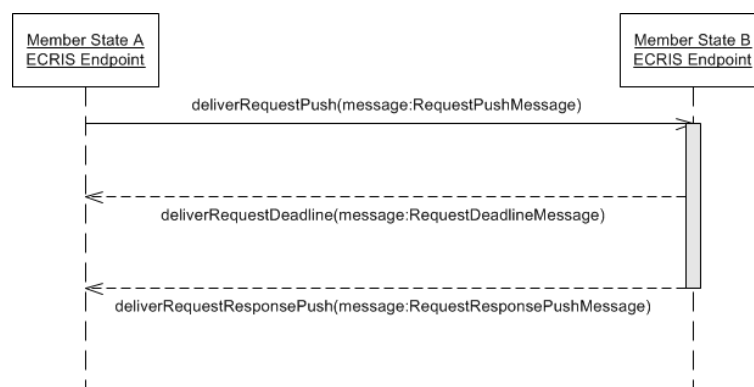 Member State A
ECRIS Endpoint
Member State B
ECRIS Endpoint
deliverRequestPush(message:RequestPushMessage)
deliverRequestDeadline(message:RequestDeadlineMessage)
deliverRequestResponsePush(message:RequestResponsePushMessage)